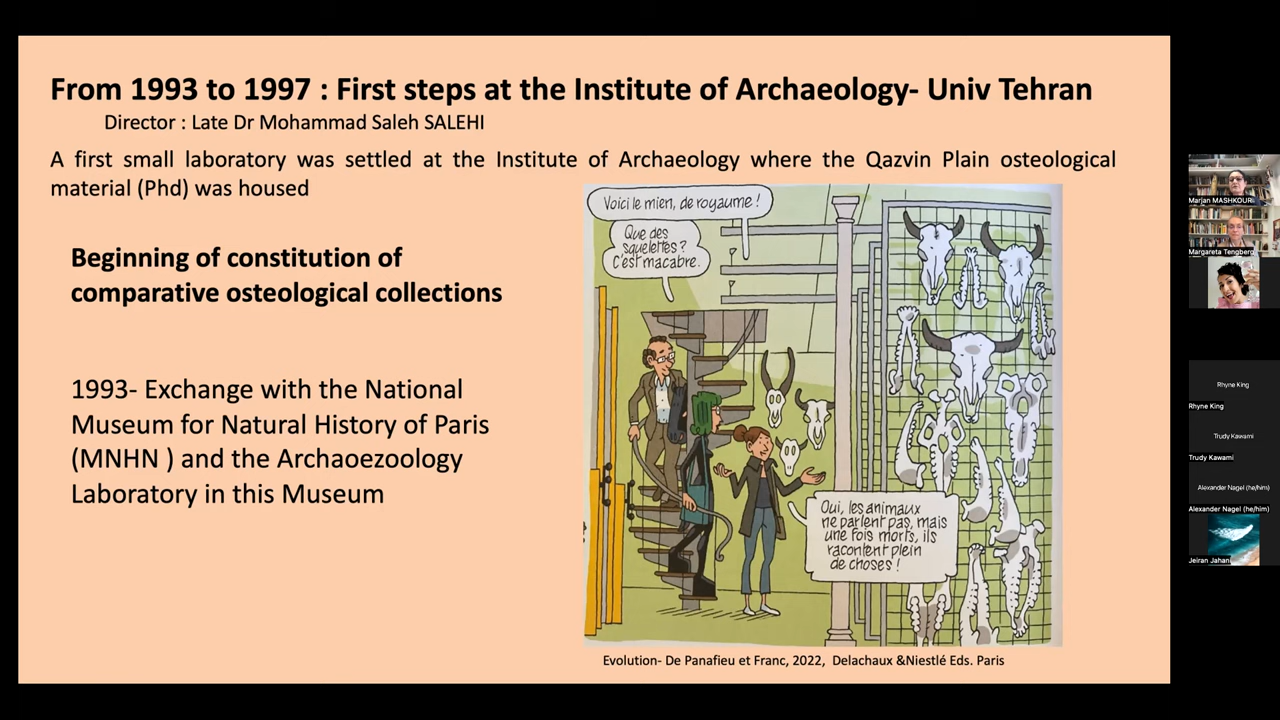 From 1993 to 1997 : First steps at the Institute of Archaeology- Univ Tehran
Director : Late Dr Mohammad Saleh SALEHI
A first small laboratory was settled at the Institute of Archaeology where the Qazvin Plain osteological
material (Phd) was housed
Beginning of constitution of
comparative osteological collections
1993- Exchange with the National
Museum for Natural History of Paris
(MNHN ) and the Archaoezoology
Laboratory in this Museum
Voici le mien, de royaume !
Que des
squelettes ?
C'est macabre.
Oui, les animaux
ne parlent pas, mais
une fois morts, ils
racontent plein
de choses !
Evolution- De Panafieu et Franc, 2022, Delachaux &Niestlé Eds. Paris
Marjan MASHKOUR
Margareta Tengberg
Rhyne King
Rhyne King
Trudy Kawami
Trudy Kawami
Alexander Nagel (he/him)
Alexander Nagel (he/him)
Jeiran Jahani